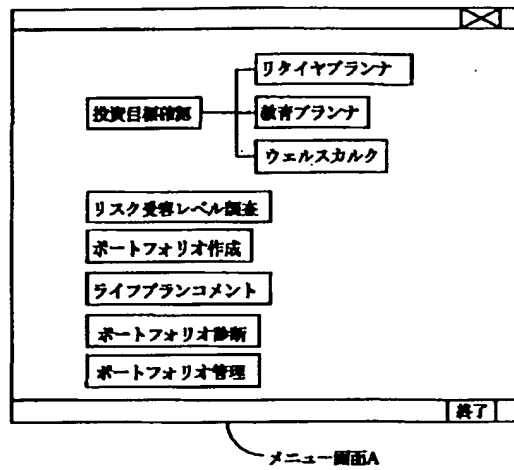 リタイヤプランナ
投資目標確認
教育プランナ
ウェルスカルク
リスク受容レベル調査
ポートフォリオ作成
ライフプランコメント
ポートフォリオ診断
ポートフォリオ管理
終了
メニュー画面A